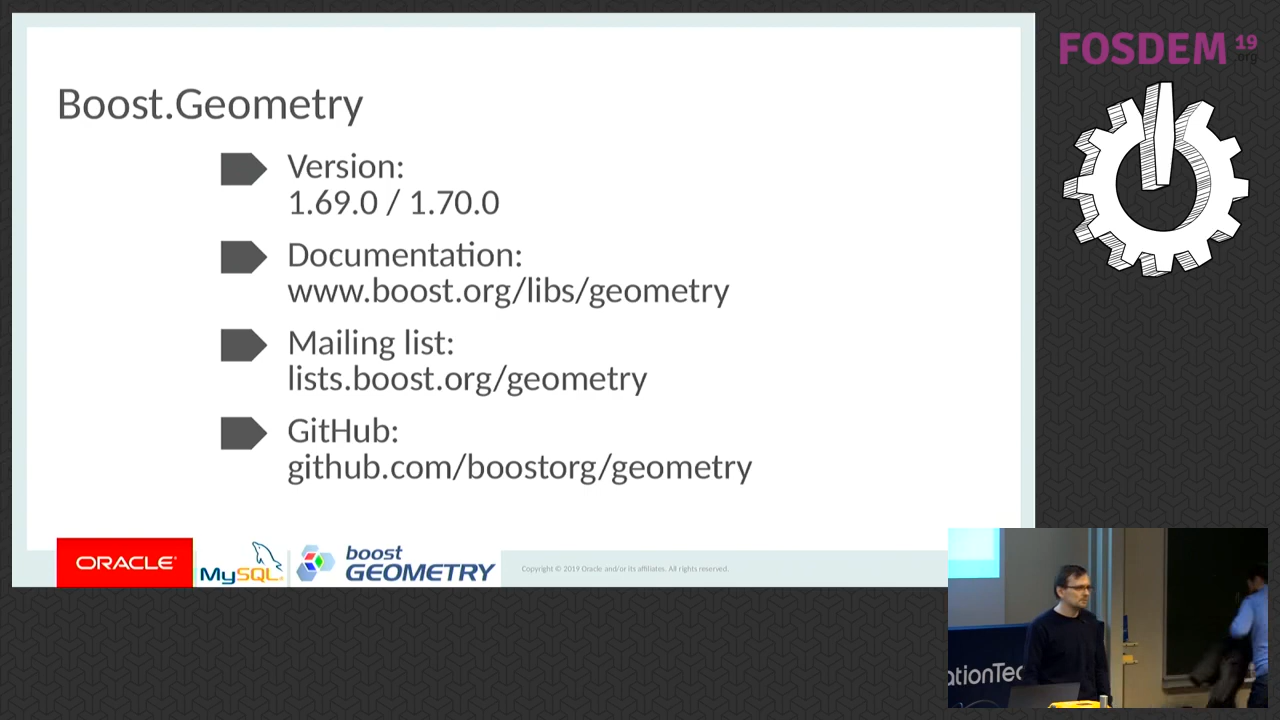 FOSDEM 19
.org
Boost.Geometry
Version:
1.69.0 / 1.70.0
Documentation:
www.boost.org/libs/geometry
Mailing list:
lists.boost.org/geometry
GitHub:
github.com/boostorg/geometry
ORACLE®
MySQL
boost
GEOMETRY
Copyright © 2019 Oracle and/or its affiliates. All rights reserved.
ationTec